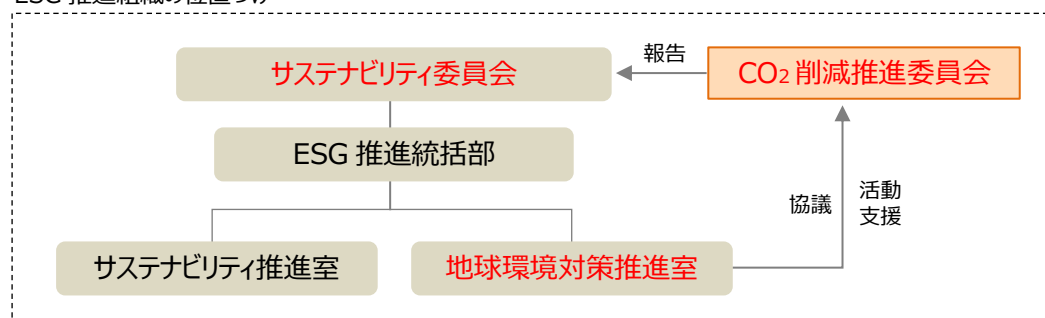 ESG 推進組織の位置づけ
サステナビリティ委員会
報告
CO2 削減推進委員会
ESG 推進統括部
協議
活動
支援
サステナビリティ推進室
地球環境対策推進室